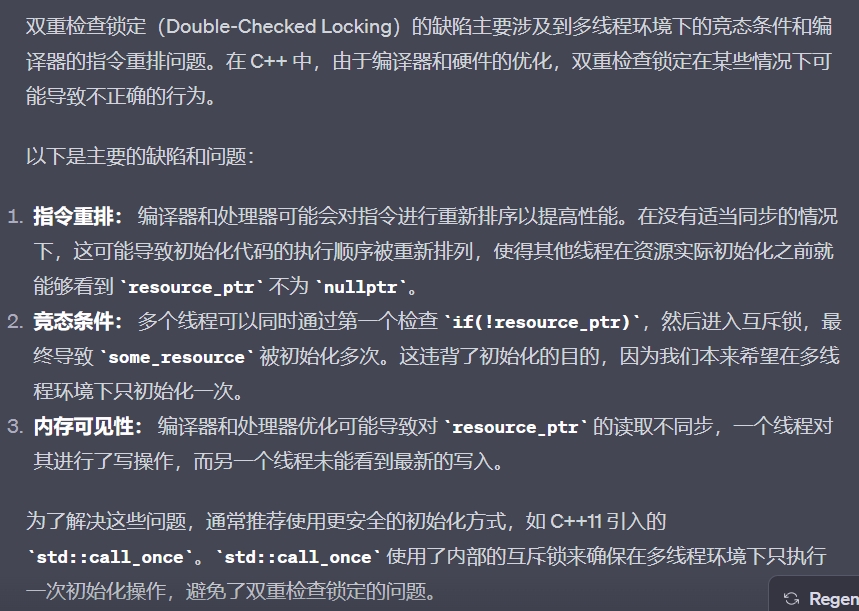 双重检查锁定（Double-Checked Locking）的缺陷主要涉及到多线程环境下的竞态条件和编
译器的指令重排问题。在 C++ 中，由于编译器和硬件的优化，双重检查锁定在某些情况下可
能导致不正确的行为。
以下是主要的缺陷和问题：
1. 指令重排： 编译器和处理器可能会对指令进行重新排序以提高性能。在没有适当同步的情况
下，这可能导致初始化代码的执行顺序被重新排列，使得其他线程在资源实际初始化之前就
能够看到 `resource_ptr` 不为 `nullptr`。
2. 竞态条件： 多个线程可以同时通过第一个检查 `if(!resource_ptr)`，然后进入互斥锁，最
终导致 `some_resource` 被初始化多次。这违背了初始化的目的，因为我们本来希望在多线
程环境下只初始化一次。
3. 内存可见性： 编译器和处理器优化可能导致对 `resource_ptr` 的读取不同步，一个线程对
其进行了写操作，而另一个线程未能看到最新的写入。
为了解决这些问题，通常推荐使用更安全的初始化方式，如 C++11 引入的
`std::call_once`。`std::call_once` 使用了内部的互斥锁来确保在多线程环境下只执行
一次初始化操作，避免了双重检查锁定的问题。
Regen